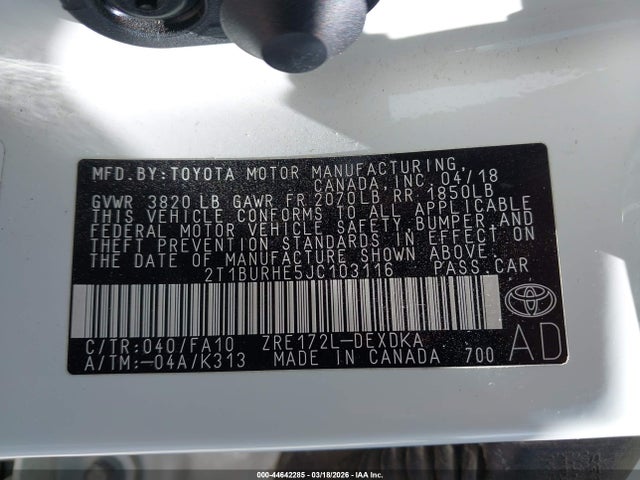 MFD.BY:TOYOTA MOTOR MANUFACTURING,
CANADA, INC. 04/18
GVWR 3820 LB GAWR FR 2070LB RR 1850LB
THIS VEHICLE CONFORMS TO ALL APPLICABLE
FEDERAL MOTOR VEHICLE SAFETY,BUMPER,AND
THEFT PREVENTION STANDARDS IN EFFECT ON
THE DATE OF MANUFACTURE SHOWN ABOVE.
2T1BURHE5JC103116 PASS.CAR
C/TR:040/FA10 ZRE172L-DEXDKA
A/TM:-04A/K313 MADE IN CANADA 700
AD
000-44642285 - 03/18/2026 - IAA Inc.